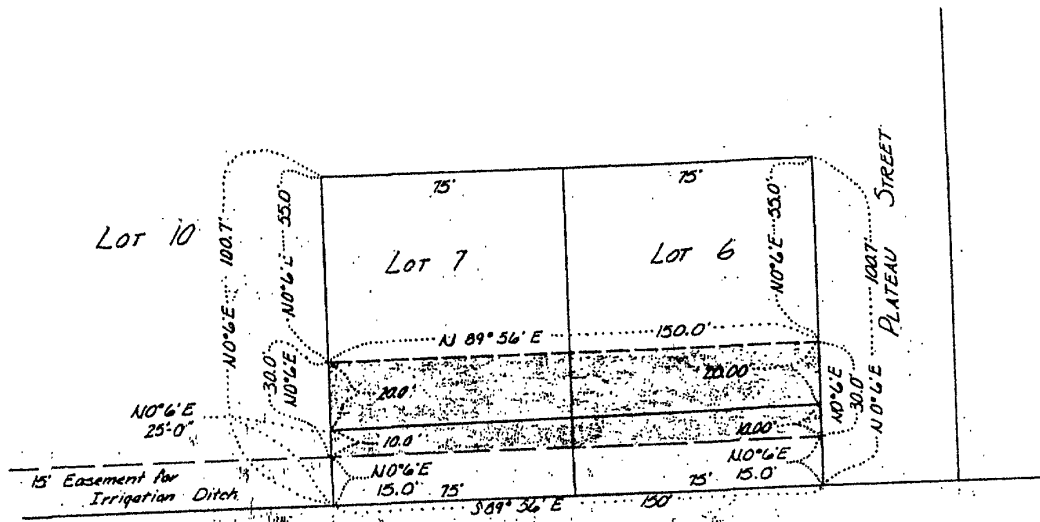 75'
75'
LOT 10
LOT 7
LOT 6
PLATEAU STREET
N0°6'E 100.7'
N0°6'E 55.0'
N0°6'E 55.0'
N0°6'E 100.7'
N 89° 56' E 150.0'
30.0'
N0°6'E
20.0'
20.00'
N0°6'E
30.0'
N0°6'E
25'0"
10.0'
10.00'
N0°6'E
15.0'
N0°6'E
15.0'
15' Easement for
Irrigation Ditch
75'
75'
S 89° 56' E 150'